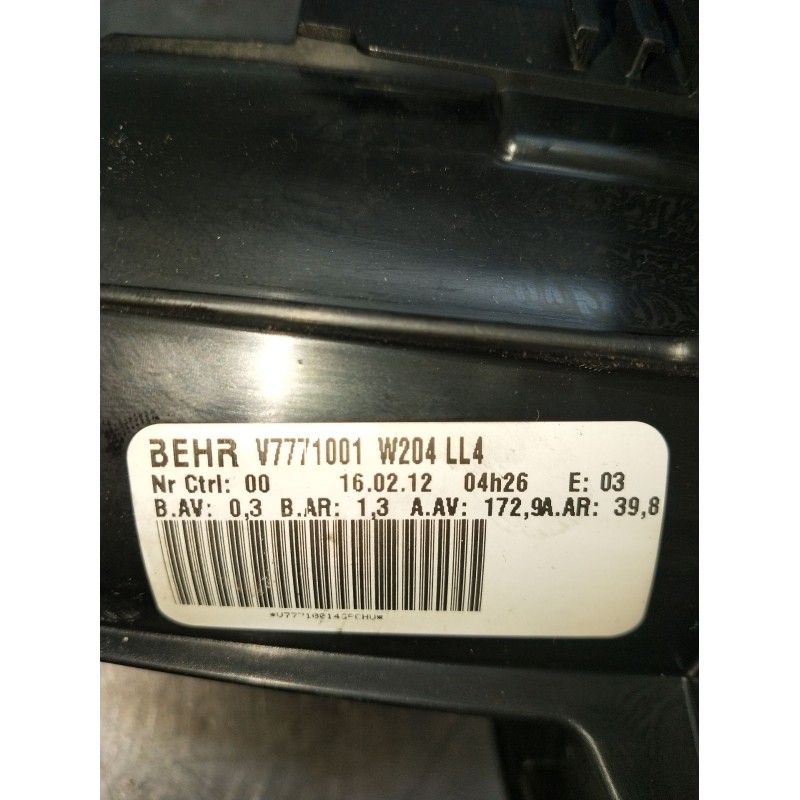 BEHR V7771001 W204 LL4
Nr Ctrl: 00 16.02.12 04h26 E: 03
B.AV: 0,3 B.AR: 1,3 A.AV: 172,9A.AR: 39,8